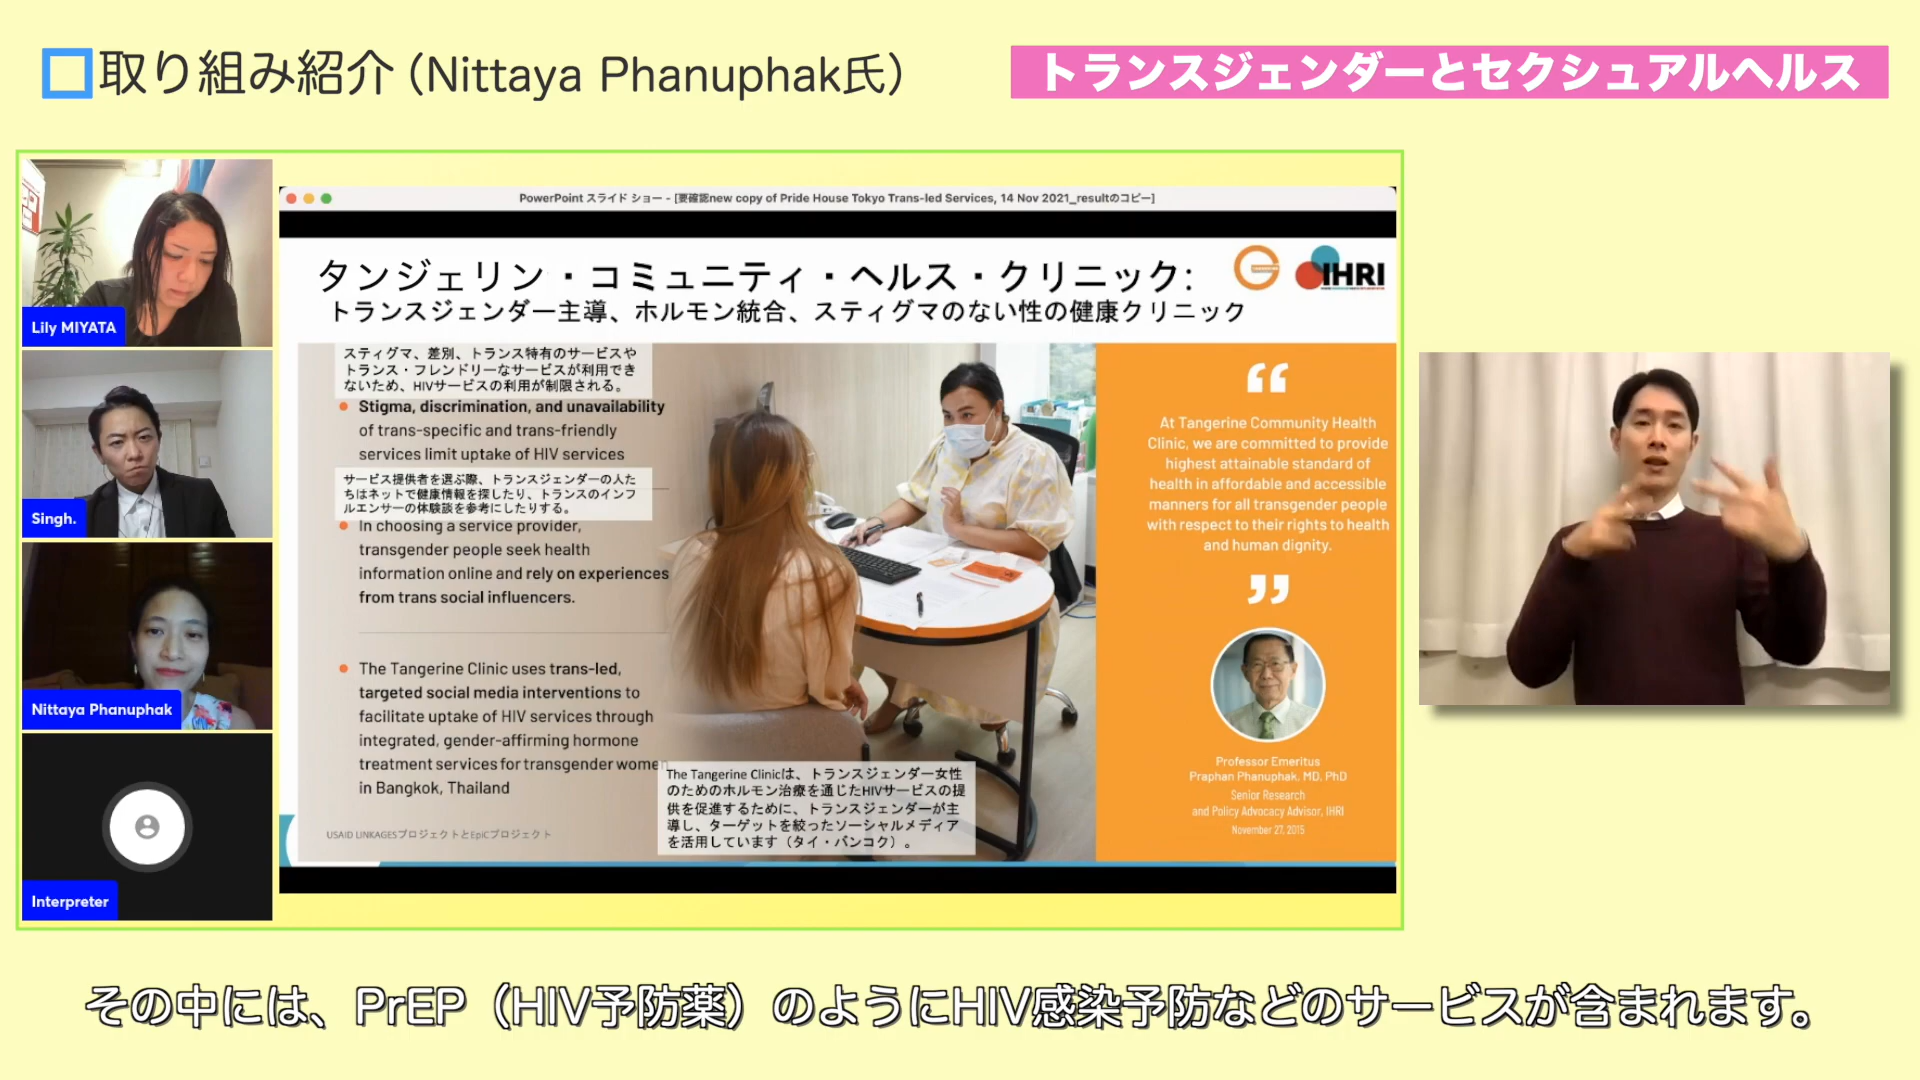 取り組み紹介（Nittaya Phanuphak氏）
トランスジェンダーとセクシュアルヘルス
Lily MIYATA
Singh.
Nittaya Phanuphak
Interpreter
PowerPoint スライド ショー - [要確認new copy of Pride House Tokyo Trans-led Services, 14 Nov 2021_resultのコピー]
タンジェリン・コミュニティ・ヘルス・クリニック:
トランスジェンダー主導、ホルモン統合、スティグマのない性の健康クリニック
IHRI
スティグマ、差別、トランス特有のサービスや
トランス・フレンドリーなサービスが利用でき
ないため、HIVサービスの利用が制限される。
Stigma, discrimination, and unavailability
of trans-specific and trans-friendly
services limit uptake of HIV services
サービス提供者を選ぶ際、トランスジェンダーの人た
ちはネットで健康情報を探したり、トランスのインフ
ルエンサーの体験談を参考にしたりする。
In choosing a service provider,
transgender people seek health
information online and rely on experiences
from trans social influencers.
The Tangerine Clinic uses trans-led,
targeted social media interventions to
facilitate uptake of HIV services through
integrated, gender-affirming hormone
treatment services for transgender women
in Bangkok, Thailand
The Tangerine Clinicは、トランスジェンダー女性
のためのホルモン治療を通じたHIVサービスの提
供を促進するために、トランスジェンダーが主
導し、ターゲットを絞ったソーシャルメディア
を活用しています（タイ・バンコク）。
USAID LINKAGESプロジェクトとEpiCプロジェクト
“
At Tangerine Community Health
Clinic, we are committed to provide
highest attainable standard of
health in affordable and accessible
manners for all transgender people
with respect to their rights to health
and human dignity.
”
Professor Emeritus
Praphan Phanuphak, MD, PhD
Senior Research
and Policy Advocacy Advisor, IHRI
November 27, 2015
その中には、PrEP（HIV予防薬）のようにHIV感染予防などのサービスが含まれます。